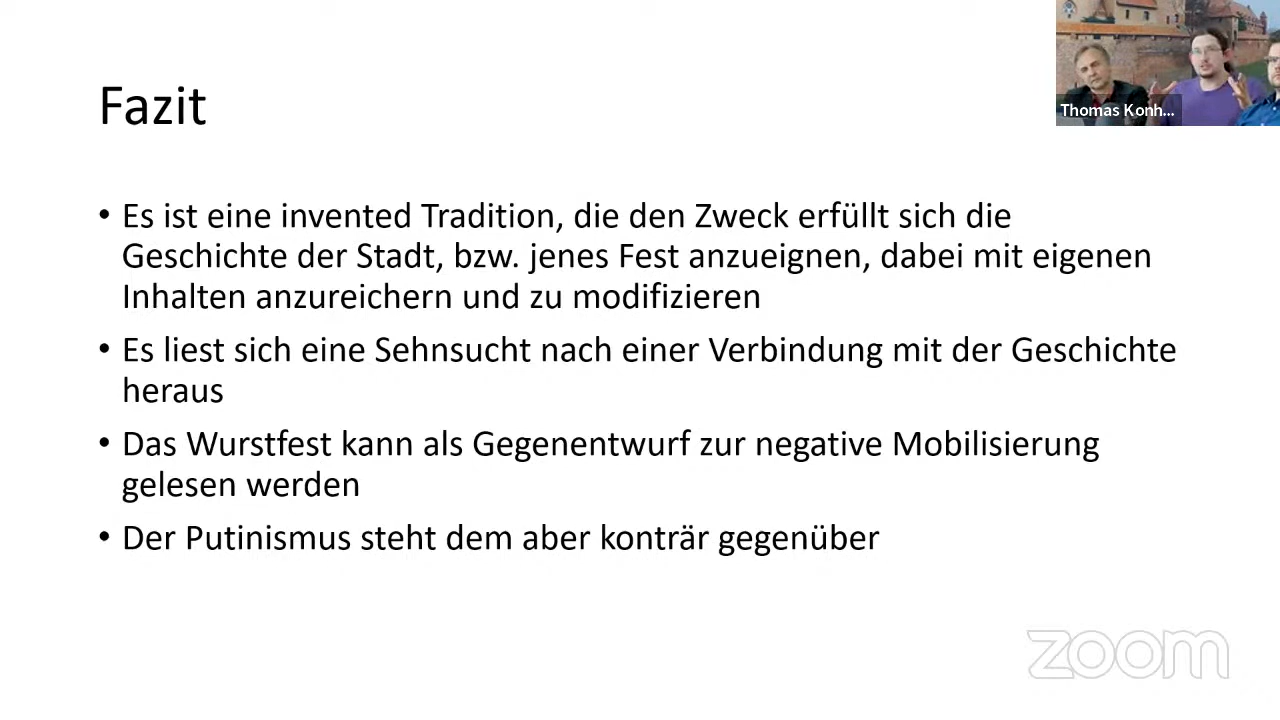 Fazit
Thomas Konh...
• Es ist eine invented Tradition, die den Zweck erfüllt sich die
Geschichte der Stadt, bzw. jenes Fest anzueignen, dabei mit eigenen
Inhalten anzureichern und zu modifizieren
• Es liest sich eine Sehnsucht nach einer Verbindung mit der Geschichte
heraus
• Das Wurstfest kann als Gegenentwurf zur negative Mobilisierung
gelesen werden
• Der Putinismus steht dem aber konträr gegenüber
zoom